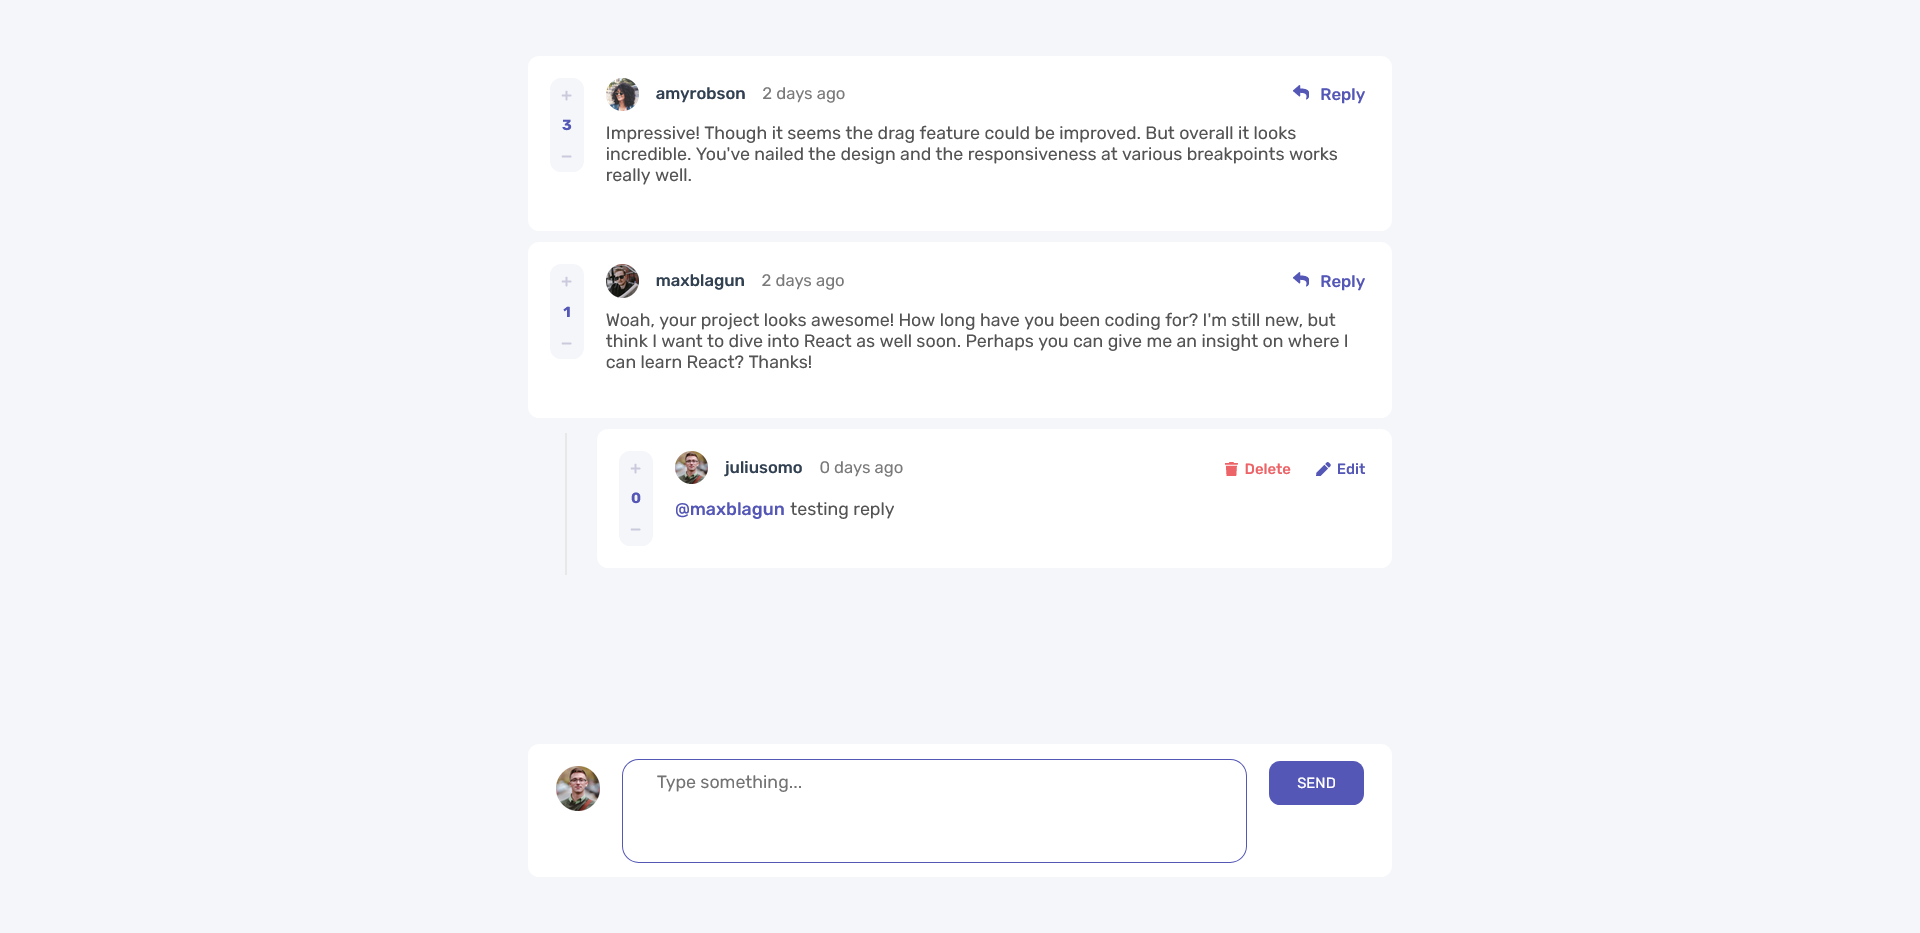 +
3
−
amyrobson 2 days ago Reply
Impressive! Though it seems the drag feature could be improved. But overall it looks
incredible. You've nailed the design and the responsiveness at various breakpoints works
really well.
+
1
−
maxblagun 2 days ago Reply
Woah, your project looks awesome! How long have you been coding for? I'm still new, but
think I want to dive into React as well soon. Perhaps you can give me an insight on where I
can learn React? Thanks!
+
0
−
juliusomo 0 days ago Delete Edit
@maxblagun testing reply
Type something...
SEND